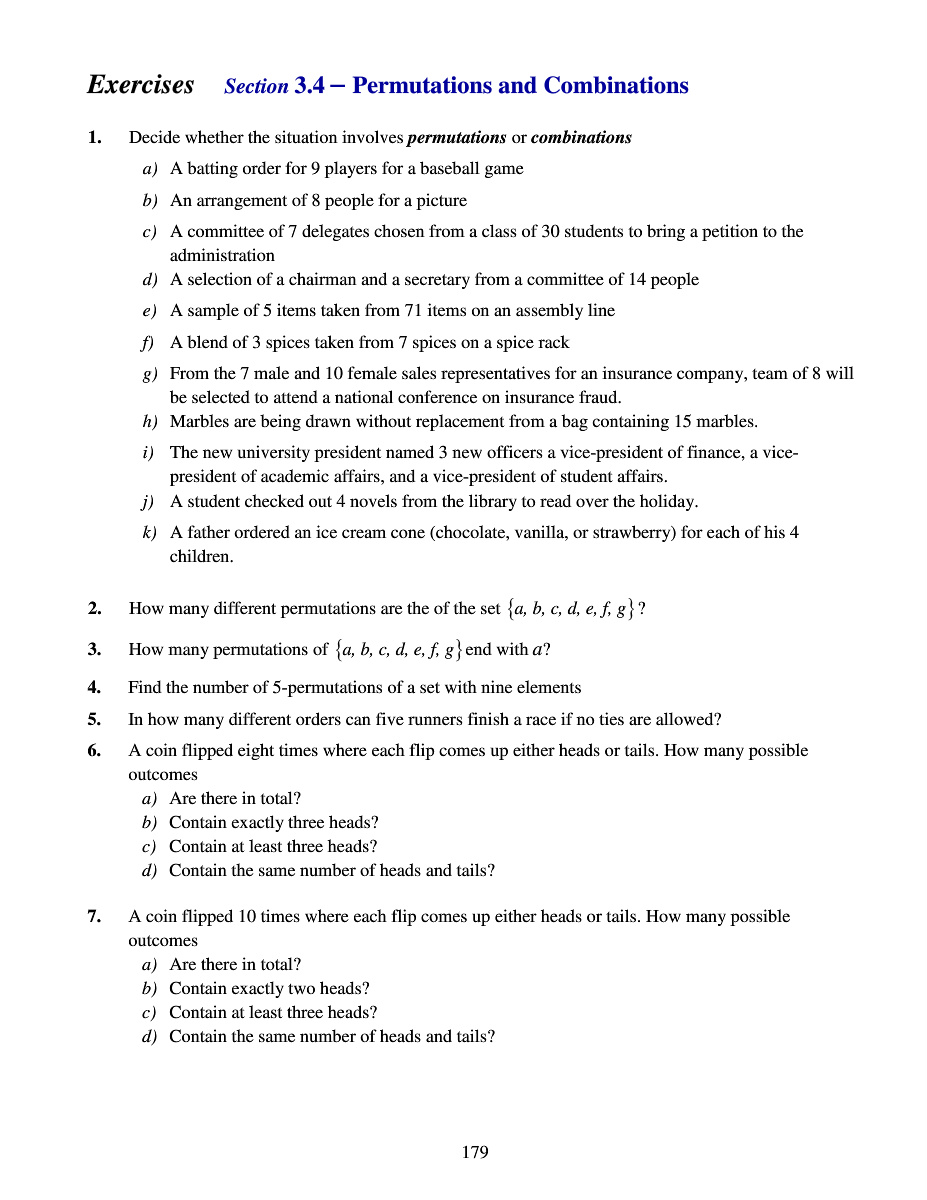 Exercises Section 3.4 – Permutations and Combinations
1. Decide whether the situation involves permutations or combinations
a) A batting order for 9 players for a baseball game
b) An arrangement of 8 people for a picture
c) A committee of 7 delegates chosen from a class of 30 students to bring a petition to the
administration
d) A selection of a chairman and a secretary from a committee of 14 people
e) A sample of 5 items taken from 71 items on an assembly line
f) A blend of 3 spices taken from 7 spices on a spice rack
g) From the 7 male and 10 female sales representatives for an insurance company, team of 8 will
be selected to attend a national conference on insurance fraud.
h) Marbles are being drawn without replacement from a bag containing 15 marbles.
i) The new university president named 3 new officers a vice-president of finance, a vice-
president of academic affairs, and a vice-president of student affairs.
j) A student checked out 4 novels from the library to read over the holiday.
k) A father ordered an ice cream cone (chocolate, vanilla, or strawberry) for each of his 4
children.
2. How many different permutations are the of the set {a, b, c, d, e, f, g}?
3. How many permutations of {a, b, c, d, e, f, g} end with a?
4. Find the number of 5-permutations of a set with nine elements
5. In how many different orders can five runners finish a race if no ties are allowed?
6. A coin flipped eight times where each flip comes up either heads or tails. How many possible
outcomes
a) Are there in total?
b) Contain exactly three heads?
c) Contain at least three heads?
d) Contain the same number of heads and tails?
7. A coin flipped 10 times where each flip comes up either heads or tails. How many possible
outcomes
a) Are there in total?
b) Contain exactly two heads?
c) Contain at least three heads?
d) Contain the same number of heads and tails?
179